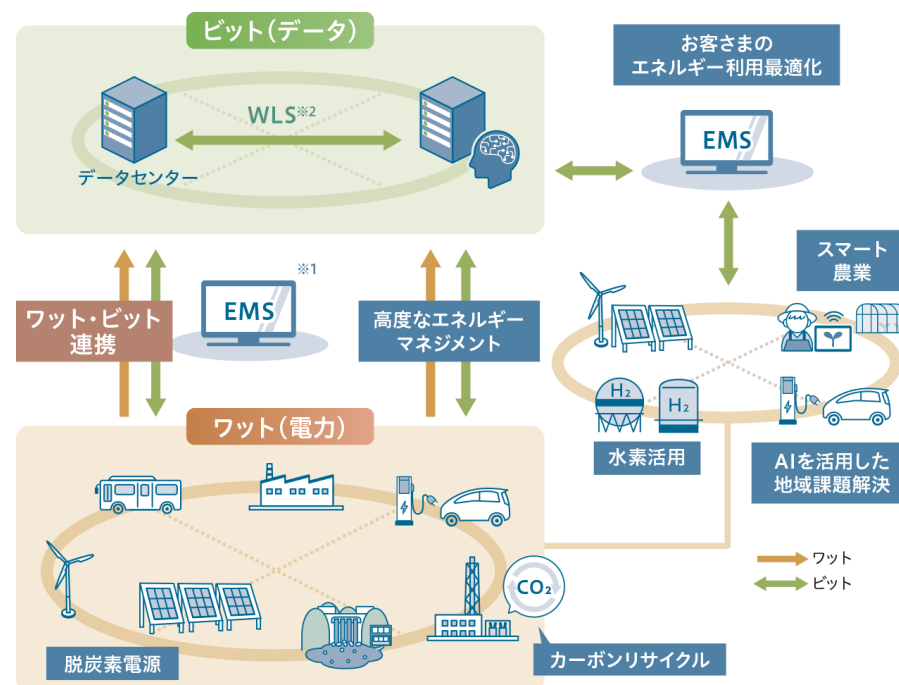 ビット（データ）
お客さまの
エネルギー利用最適化
WLS※2
データセンター
EMS
スマート
農業
※1
EMS
ワット・ビット
連携
高度なエネルギー
マネジメント
H2
H2
水素活用
AIを活用した
地域課題解決
ワット（電力）
CO2
脱炭素電源
カーボンリサイクル
ワット
ビット